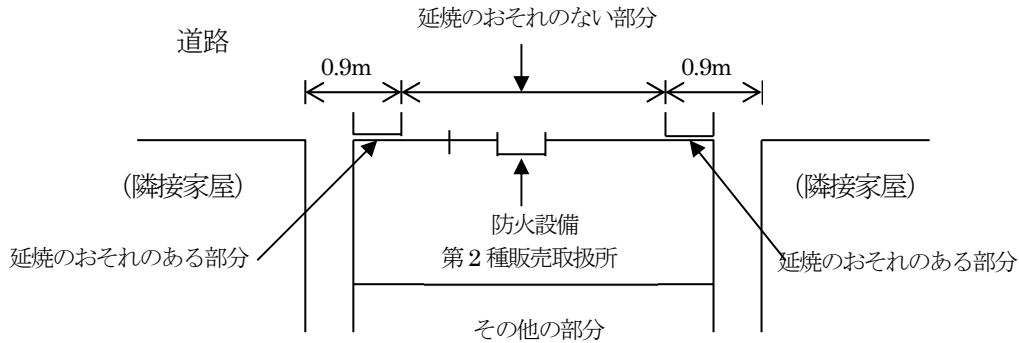 延焼のおそれのない部分
道路
0.9m
0.9m
(隣接家屋)
(隣接家屋)
防火設備
延焼のおそれのある部分
第2種販売取扱所
延焼のおそれのある部分
その他の部分